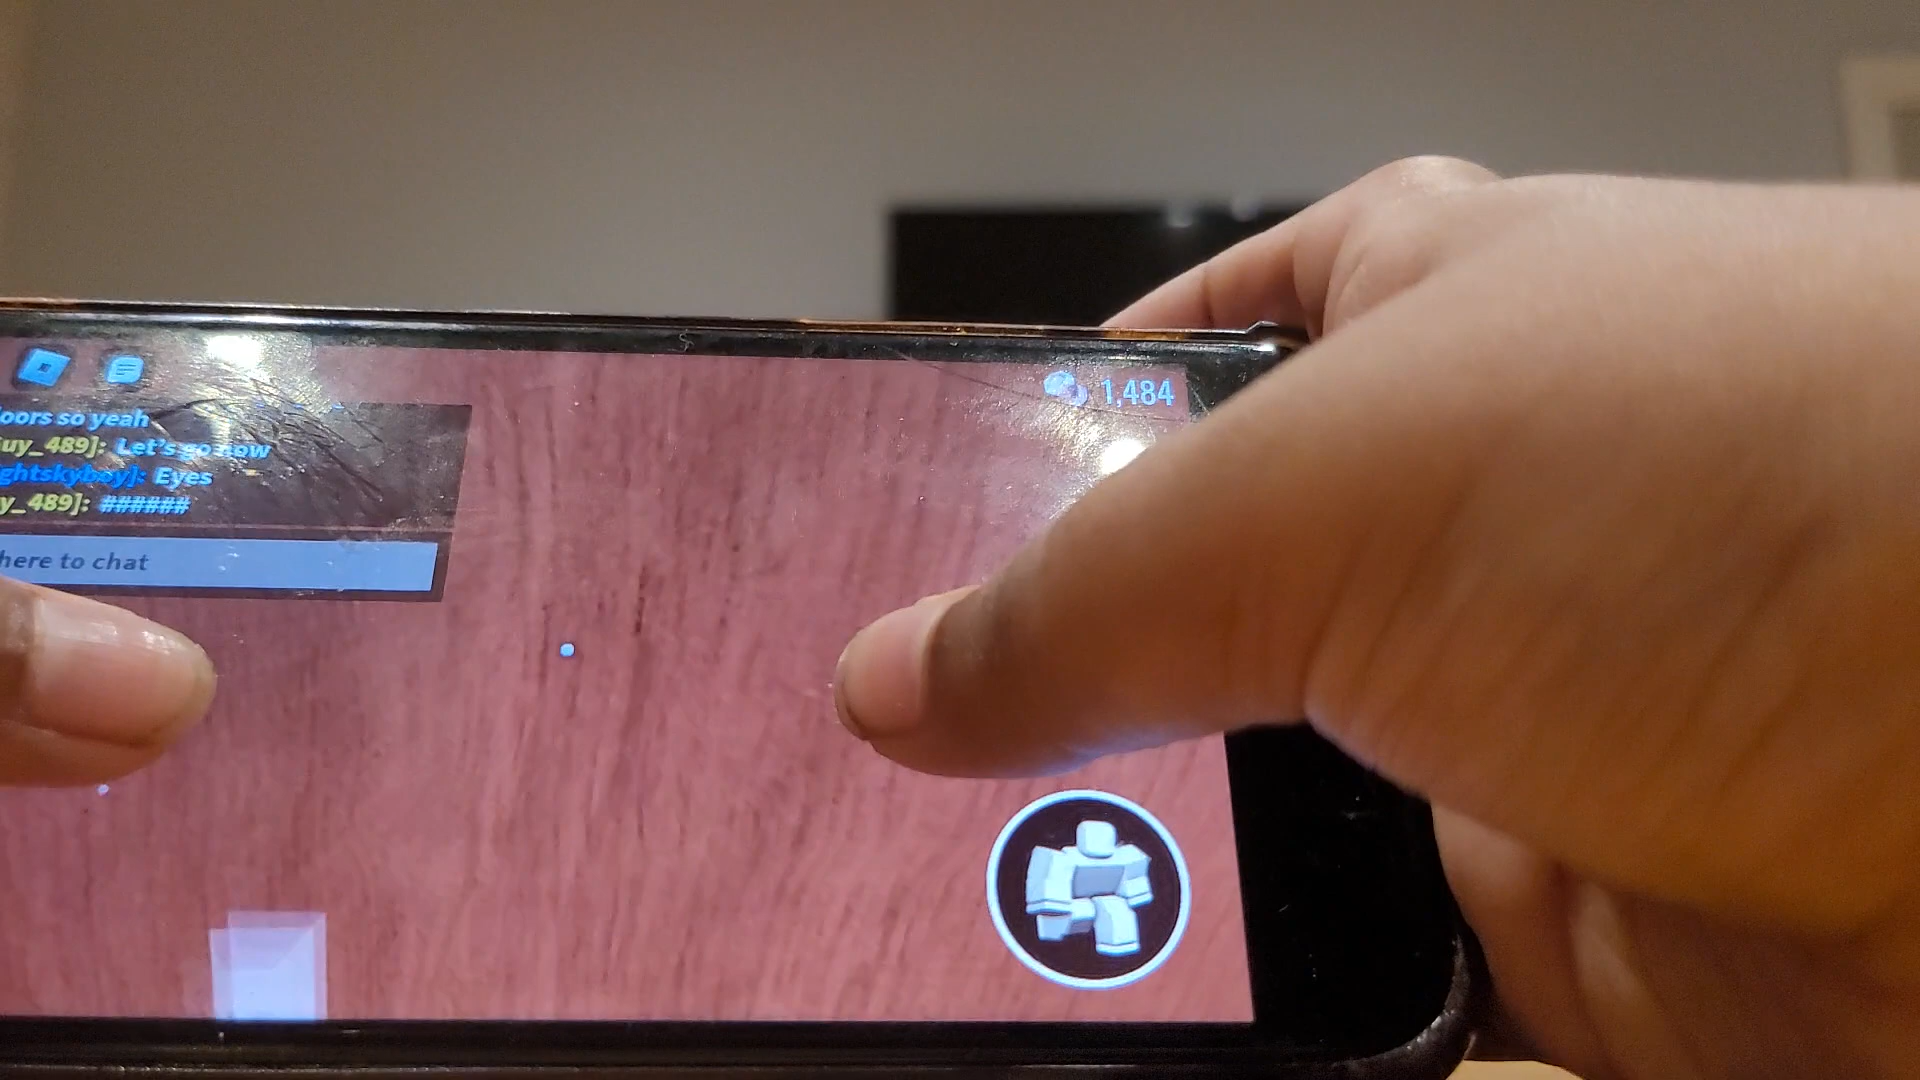 1,484
oors so yeah
uy_489]: Let's go now
ghtskyboy]: Eyes
y_489]: ######
here to chat